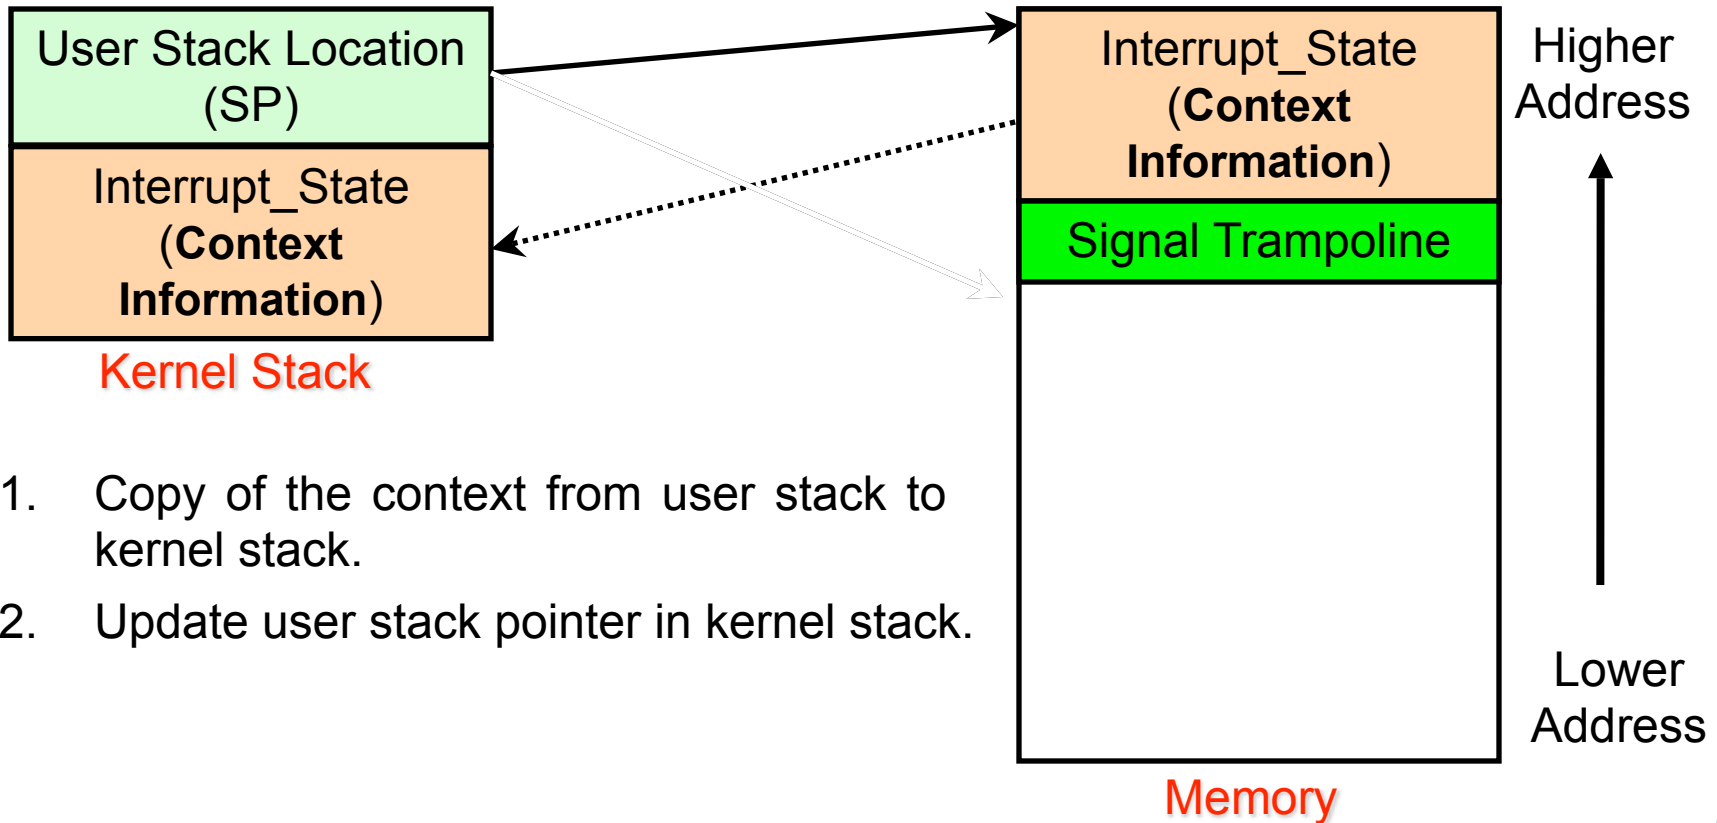 User Stack Location
(SP)
Interrupt_State
(Context
Information)
Kernel Stack
Interrupt_State
(Context
Information)
Signal Trampoline
Memory
Higher
Address
Lower
Address
1. Copy of the context from user stack to
kernel stack.
2. Update user stack pointer in kernel stack.